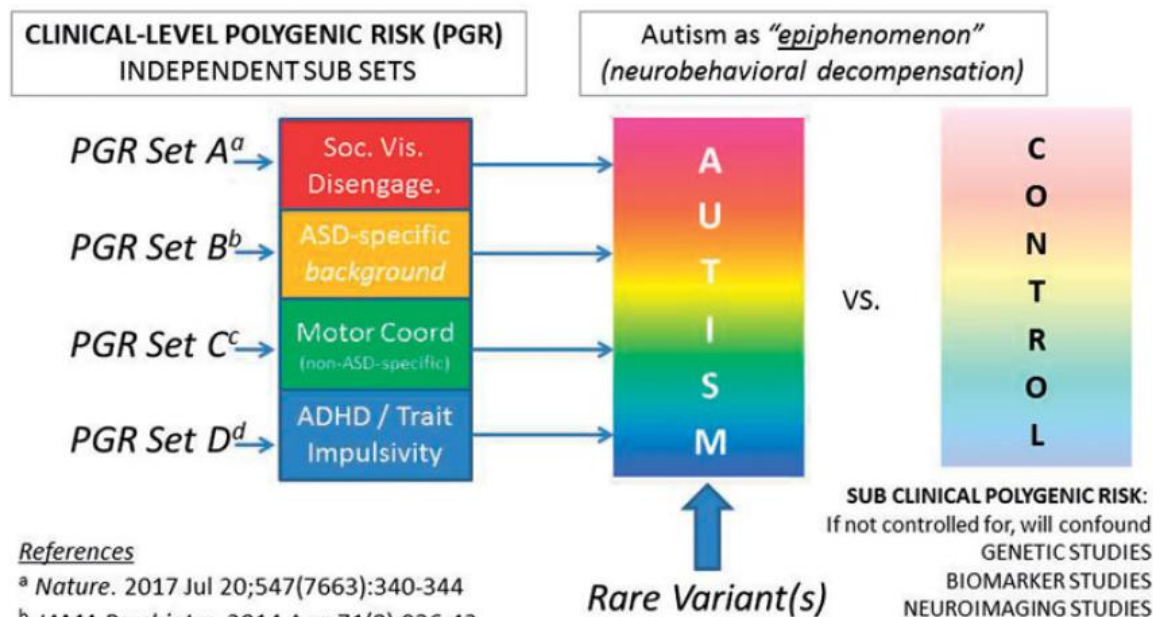 CLINICAL-LEVEL POLYGENIC RISK (PGR)
INDEPENDENT SUB SETS
Autism as "epiphenomenon"
(neurobehavioral decompensation)
PGR Set Aᵃ
Soc. Vis.
Disengage.
PGR Set Bᵇ
ASD-specific
background
PGR Set Cᶜ
Motor Coord
(non-ASD-specific)
PGR Set Dᵈ
ADHD / Trait
Impulsivity
A
U
T
I
S
M
VS.
C
O
N
T
R
O
L
Rare Variant(s)
SUB CLINICAL POLYGENIC RISK:
If not controlled for, will confound
GENETIC STUDIES
BIOMARKER STUDIES
NEUROIMAGING STUDIES
References
ᵃ Nature. 2017 Jul 20;547(7663):340-344